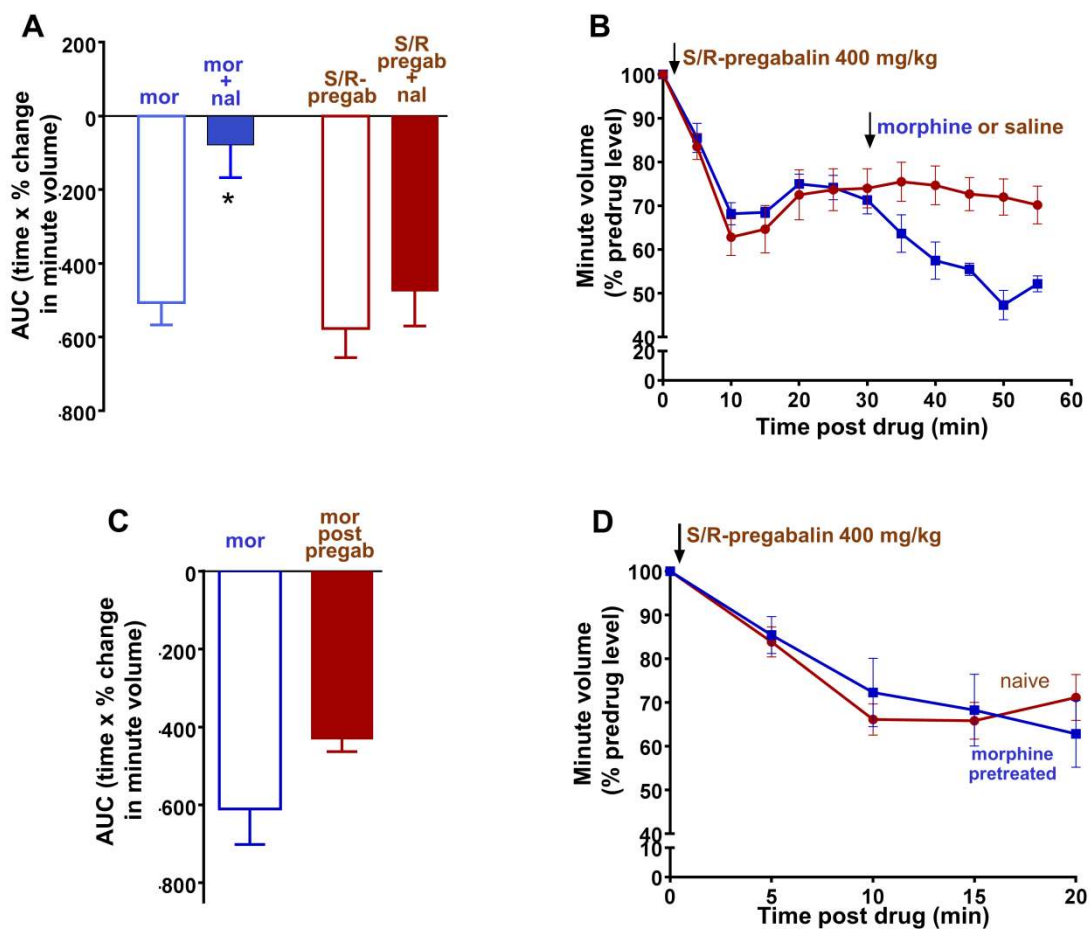 A
200
0
-200
-400
-600
-800
AUC (time x % change
in minute volume)
mor
mor
+
nal
*
S/R-
pregab
S/R
pregab
+
nal
B
S/R-pregabalin 400 mg/kg
morphine or saline
100
90
80
70
60
50
40
20
0
Minute volume
(% predrug level)
0 10 20 30 40 50 60
Time post drug (min)
C
mor
mor
post
pregab
0
-200
-400
-600
-800
AUC (time x % change
in minute volume)
D
S/R-pregabalin 400 mg/kg
100
90
80
70
60
50
40
10
0
Minute volume
(% predrug level)
naive
morphine
pretreated
0 5 10 15 20
Time post drug (min)